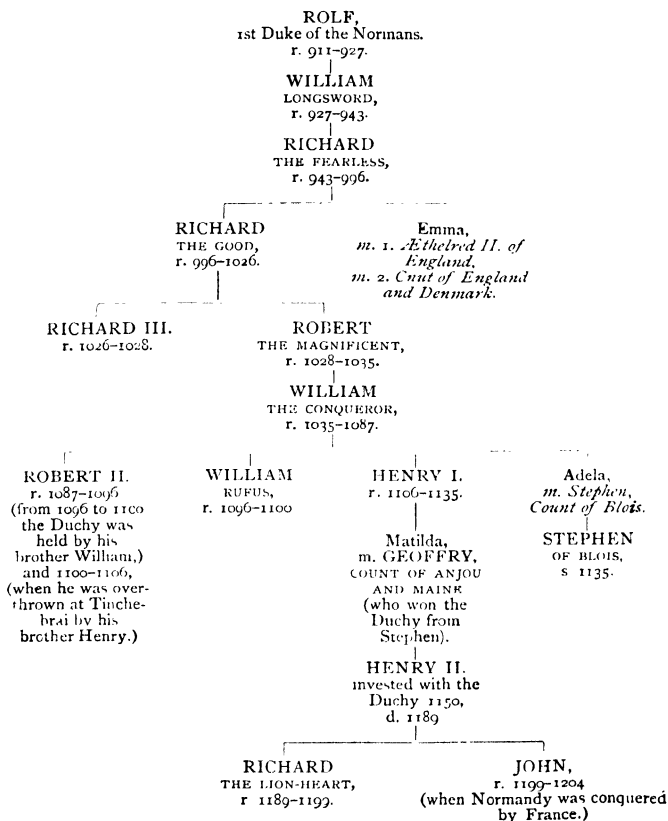 ROLF,
1st Duke of the Normans.
r. 911-927.
WILLIAM
LONGSWORD,
r. 927-943.
RICHARD
THE FEARLESS,
r. 943-996.
RICHARD
THE GOOD,
r. 996-1026.
Emma,
m. 1. Æthelred II. of
England,
m. 2. Cnut of England
and Denmark.
RICHARD III.
r. 1026-1028.
ROBERT
THE MAGNIFICENT,
r. 1028-1035.
WILLIAM
THE CONQUEROR,
r. 1035-1087.
ROBERT II.
r. 1087-1096
(from 1096 to 1100
the Duchy was
held by his
brother William,)
and 1100-1106,
(when he was over-
thrown at Tinche-
brai by his
brother Henry.)
WILLIAM
RUFUS,
r. 1096-1100
HENRY I.
r. 1106-1135.
Matilda,
m. GEOFFRY,
COUNT OF ANJOU
AND MAINE
(who won the
Duchy from
Stephen).
Adela,
m. Stephen,
Count of Blois.
STEPHEN
OF BLOIS,
s 1135.
HENRY II.
invested with the
Duchy 1150,
d. 1189
RICHARD
THE LION-HEART,
r 1189-1199.
JOHN,
r. 1199-1204
(when Normandy was conquered
by France.)